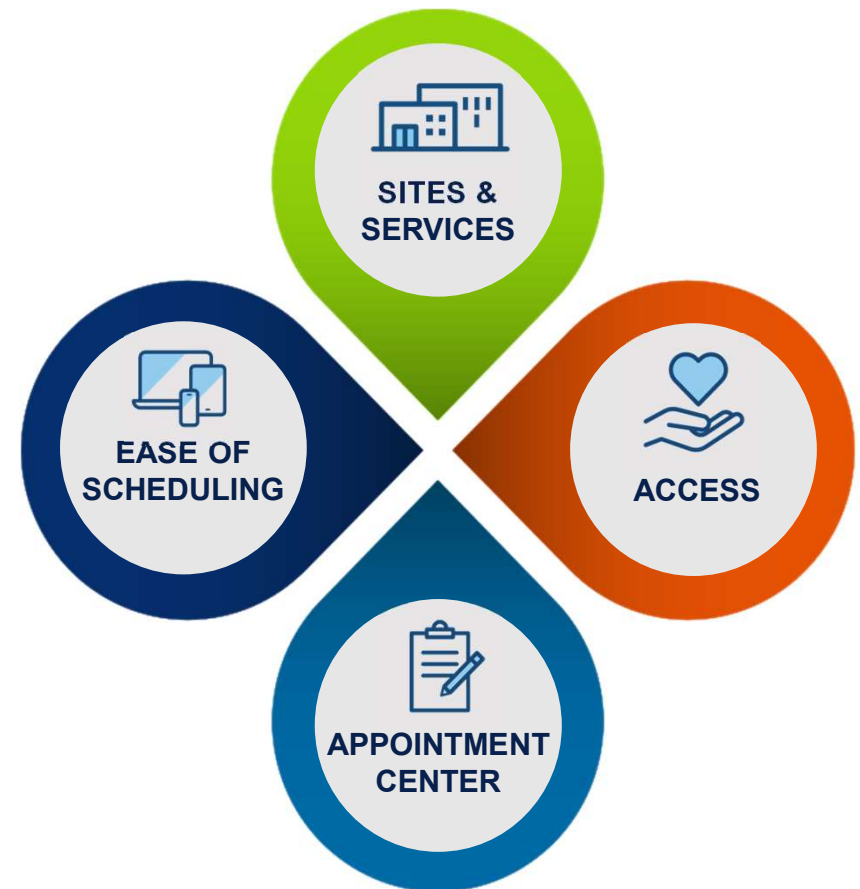 SITES &
SERVICES
EASE OF
SCHEDULING
ACCESS
APPOINTMENT
CENTER